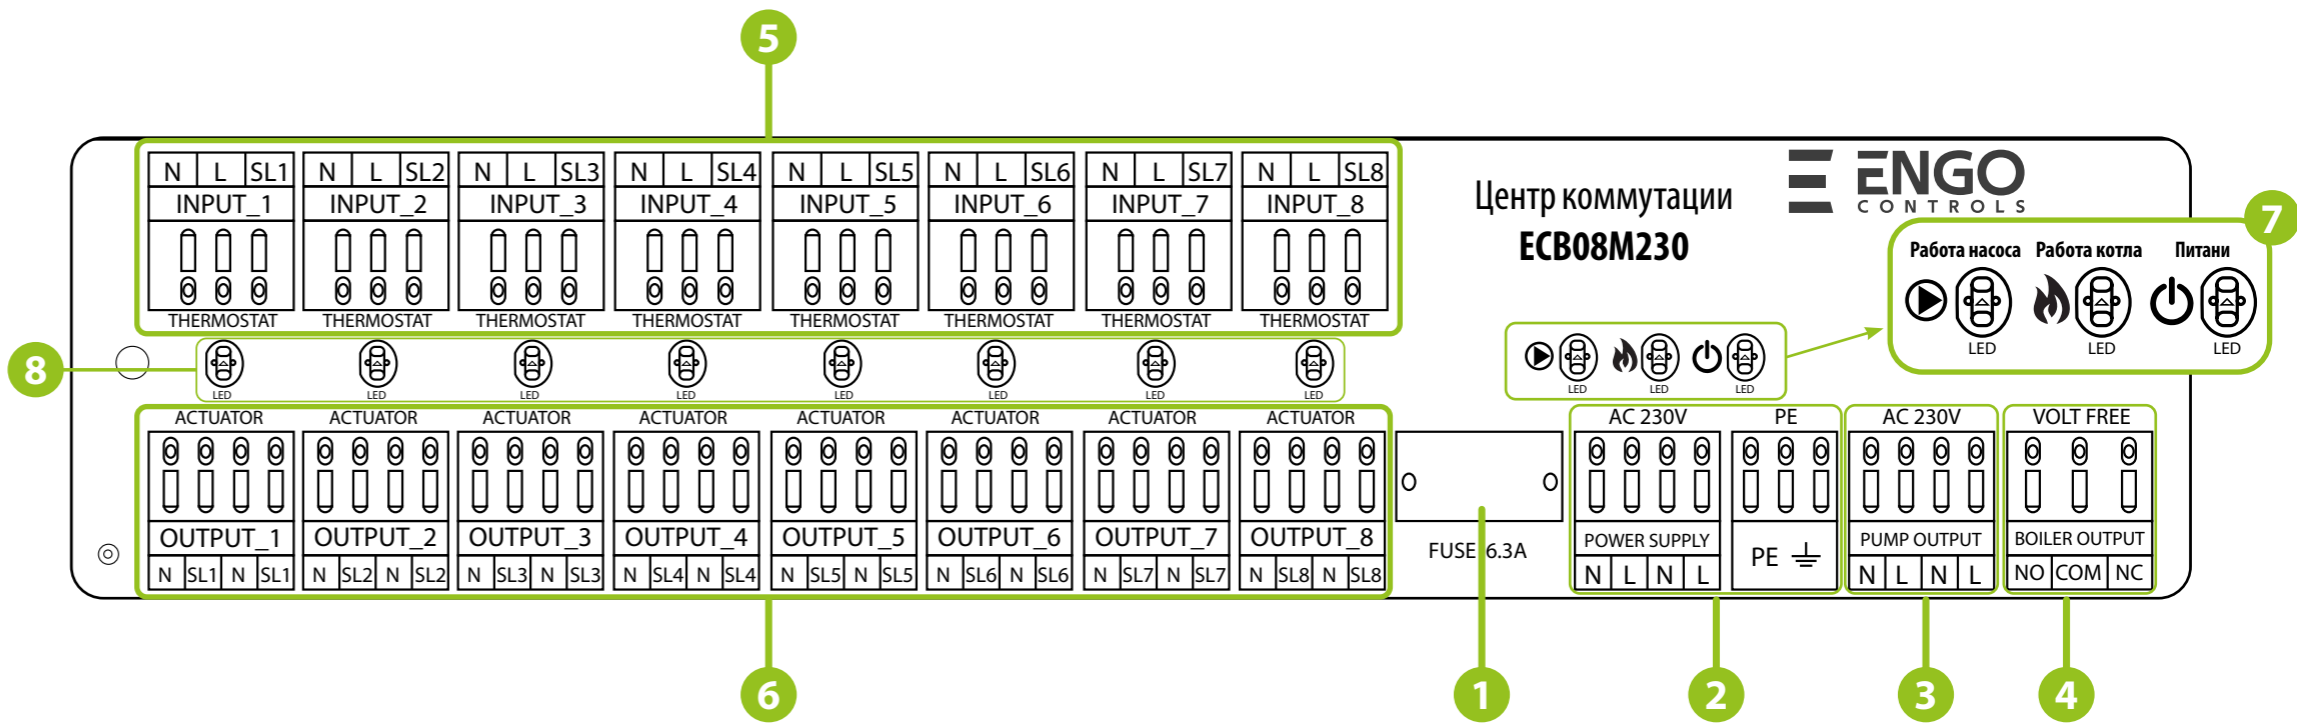 5
N L SL1 N L SL2 N L SL3 N L SL4 N L SL5 N L SL6 N L SL7 N L SL8
INPUT_1 INPUT_2 INPUT_3 INPUT_4 INPUT_5 INPUT_6 INPUT_7 INPUT_8
THERMOSTAT THERMOSTAT THERMOSTAT THERMOSTAT THERMOSTAT THERMOSTAT THERMOSTAT THERMOSTAT
Центр коммутации
ECB08M230
ENGO
CONTROLS
7
Работа насоса Работа котла Питани
LED LED LED
8
LED LED LED LED LED LED LED LED
LED LED LED
ACTUATOR ACTUATOR ACTUATOR ACTUATOR ACTUATOR ACTUATOR ACTUATOR ACTUATOR
OUTPUT_1 OUTPUT_2 OUTPUT_3 OUTPUT_4 OUTPUT_5 OUTPUT_6 OUTPUT_7 OUTPUT_8
N SL1 N SL1 N SL2 N SL2 N SL3 N SL3 N SL4 N SL4 N SL5 N SL5 N SL6 N SL6 N SL7 N SL7 N SL8 N SL8
FUSE 6.3A
AC 230V PE AC 230V VOLT FREE
POWER SUPPLY PE PUMP OUTPUT BOILER OUTPUT
N L N L N L N L NO COM NC
6 1 2 3 4